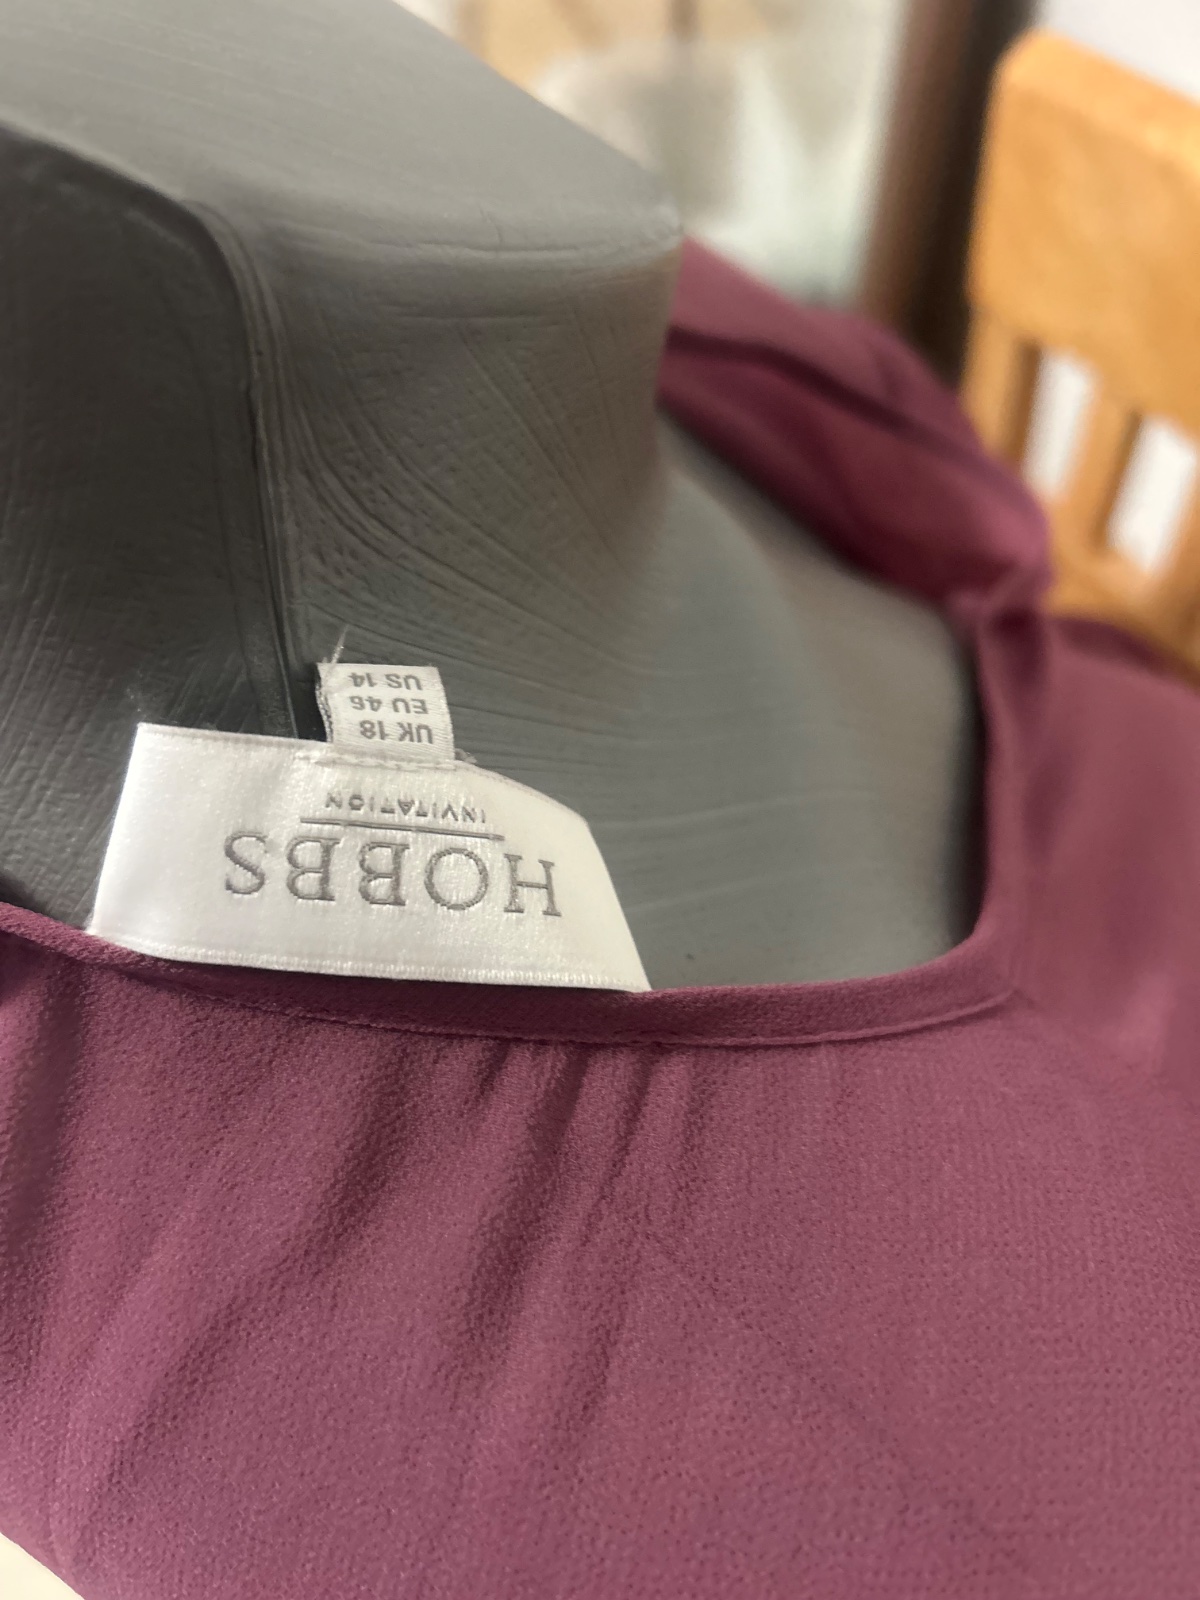 HOBBS
INVITATION
UK 18
EU 46
US 14